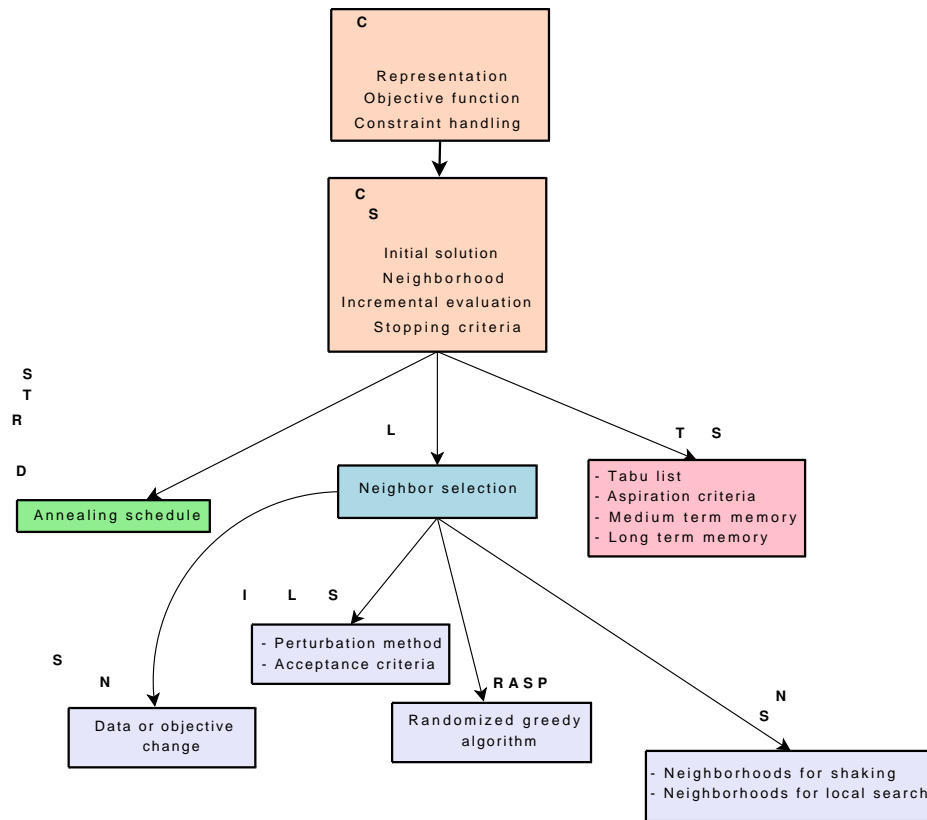 C
Representation
Objective function
Constraint handling
C
S
Initial solution
Neighborhood
Incremental evaluation
Stopping criteria
S
T
R
D
Annealing schedule
L
Neighbor selection
T S
- Tabu list
- Aspiration criteria
- Medium term memory
- Long term memory
S
N
Data or objective
change
I L S
- Perturbation method
- Acceptance criteria
RASP
Randomized greedy
algorithm
N
S
- Neighborhoods for shaking
- Neighborhoods for local search